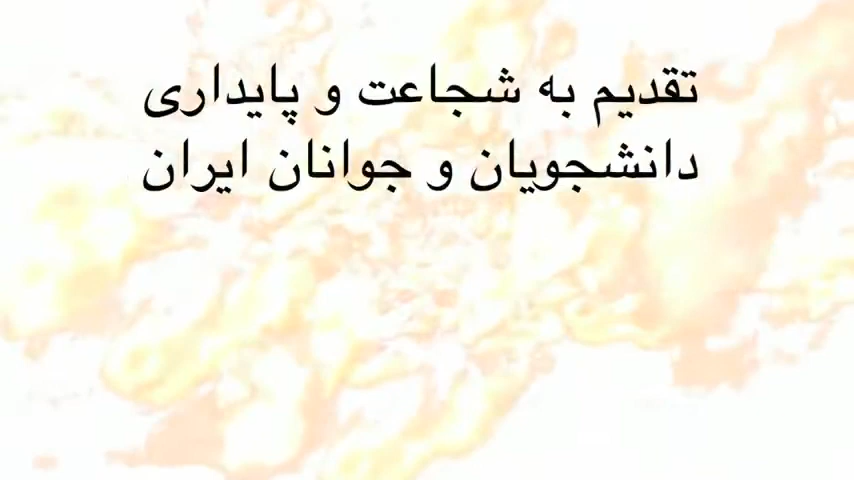 تقدیم به شجاعت و پایداری
دانشجویان و جوانان ایران